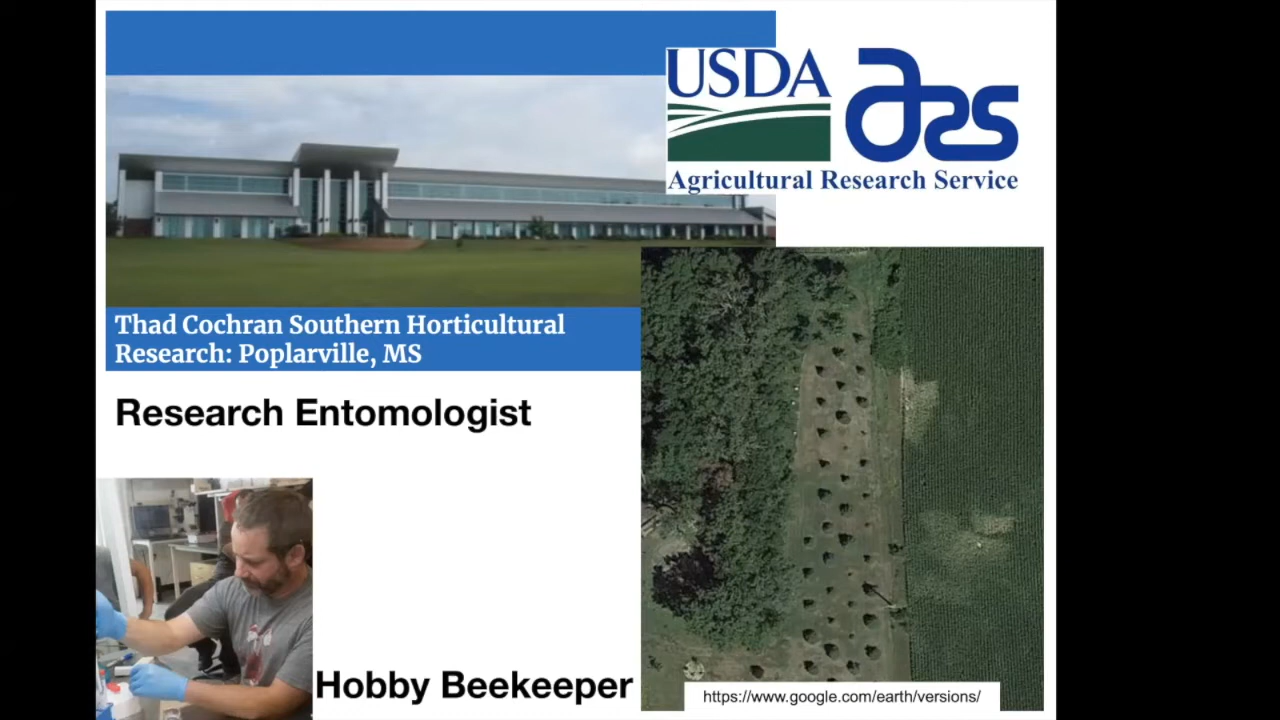 USDA ars
Agricultural Research Service
Thad Cochran Southern Horticultural
Research: Poplarville, MS
Research Entomologist
Hobby Beekeeper
https://www.google.com/earth/versions/